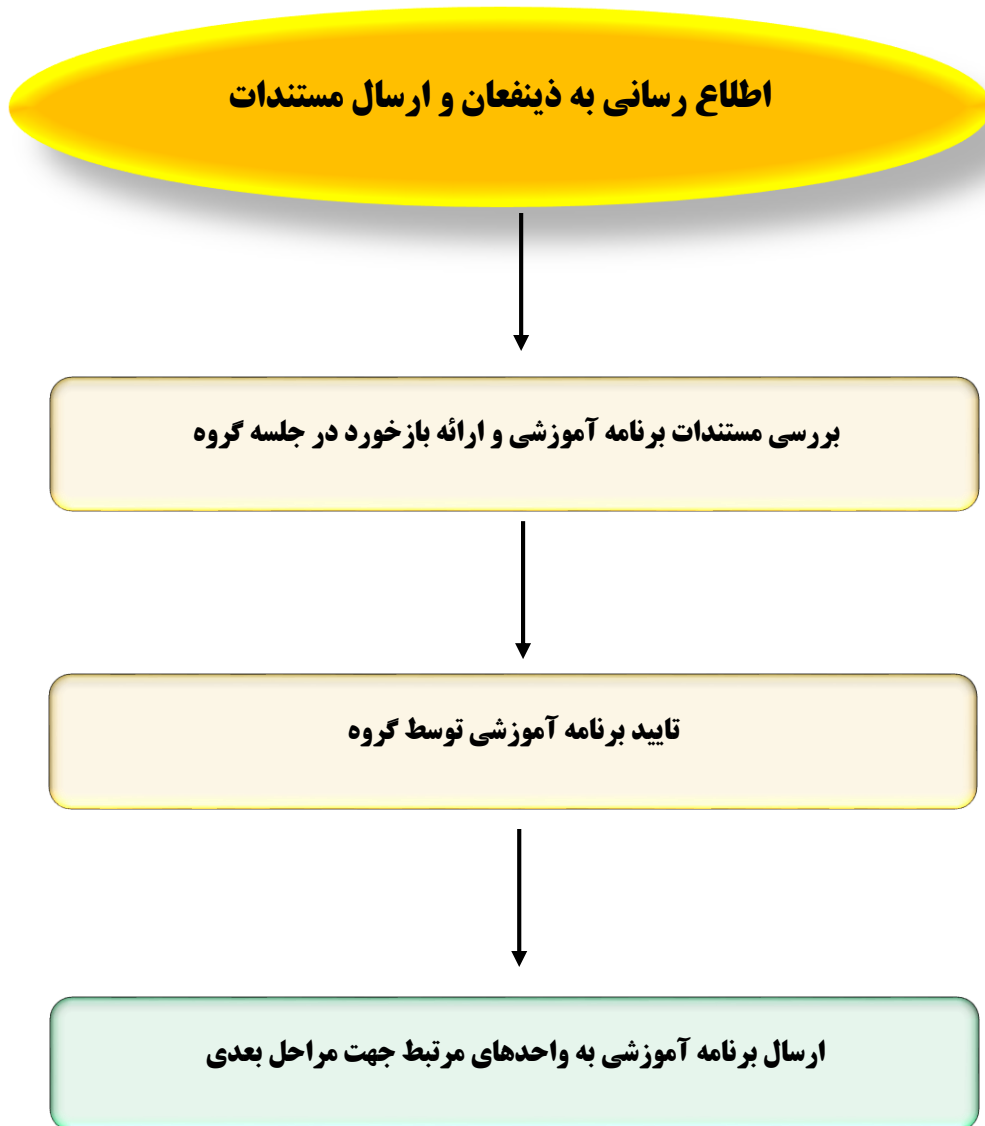 اطلاع رسانی به ذینفعان و ارسال مستندات
بررسی مستندات برنامه آموزشی و ارائه بازخورد در جلسه گروه
تایید برنامه آموزشی توسط گروه
ارسال برنامه آموزشی به واحدهای مرتبط جهت مراحل بعدی